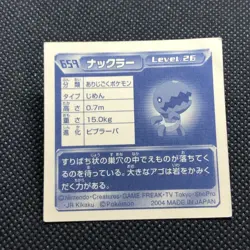 659 ナックラー Level 26
分類 ありじごくポケモン
タイプ じめん
高さ 0.7m
重さ 15.0kg
進化 ビブラーバ
すりばち状の巣穴の中でえものが落ちてく
るのを待っている。大きなアゴは岩をかみく
だく力がある。
©Nintendo・Creatures・GAME FREAK・TV Tokyo・ShoPro
JR Kikaku ©Pokémon 2004 MADE IN JAPAN